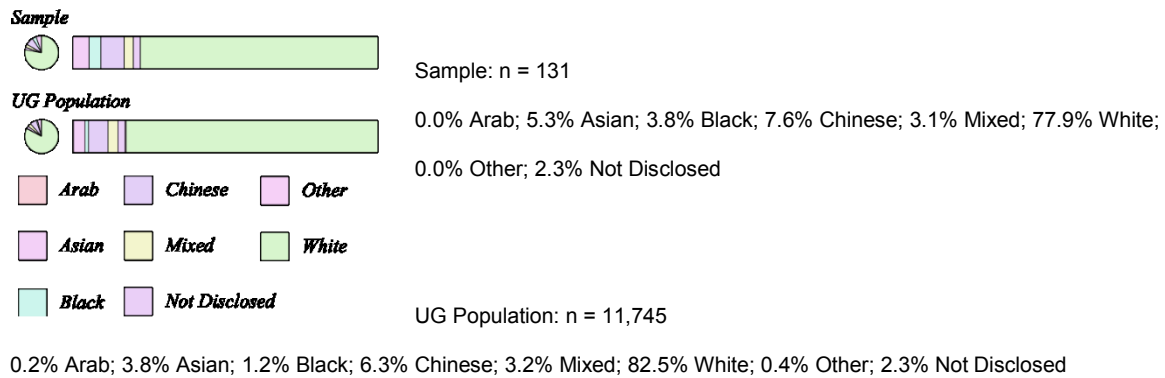 Sample
Sample: n = 131
UG Population
0.0% Arab; 5.3% Asian; 3.8% Black; 7.6% Chinese; 3.1% Mixed; 77.9% White;
0.0% Other; 2.3% Not Disclosed
Arab Chinese Other
Asian Mixed White
Black Not Disclosed
UG Population: n = 11,745
0.2% Arab; 3.8% Asian; 1.2% Black; 6.3% Chinese; 3.2% Mixed; 82.5% White; 0.4% Other; 2.3% Not Disclosed